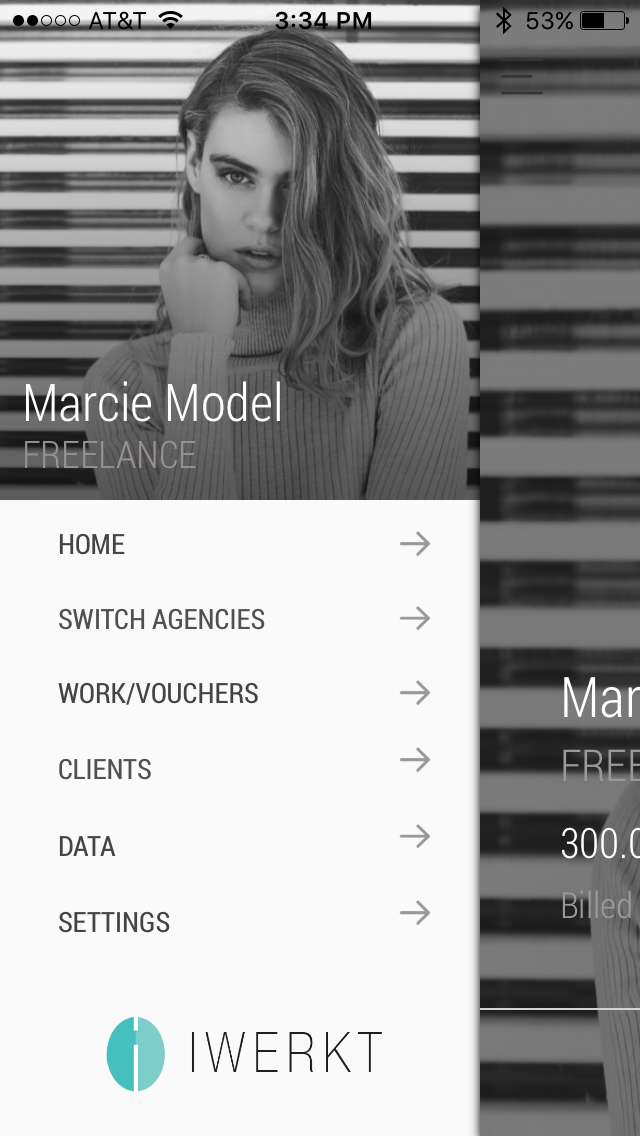 AT&T 3:34 PM 53%
Marcie Model
FREELANCE
HOME
SWITCH AGENCIES
WORK/VOUCHERS
CLIENTS
DATA
SETTINGS
IWERKT
Mar
FREE
300.0
Billed